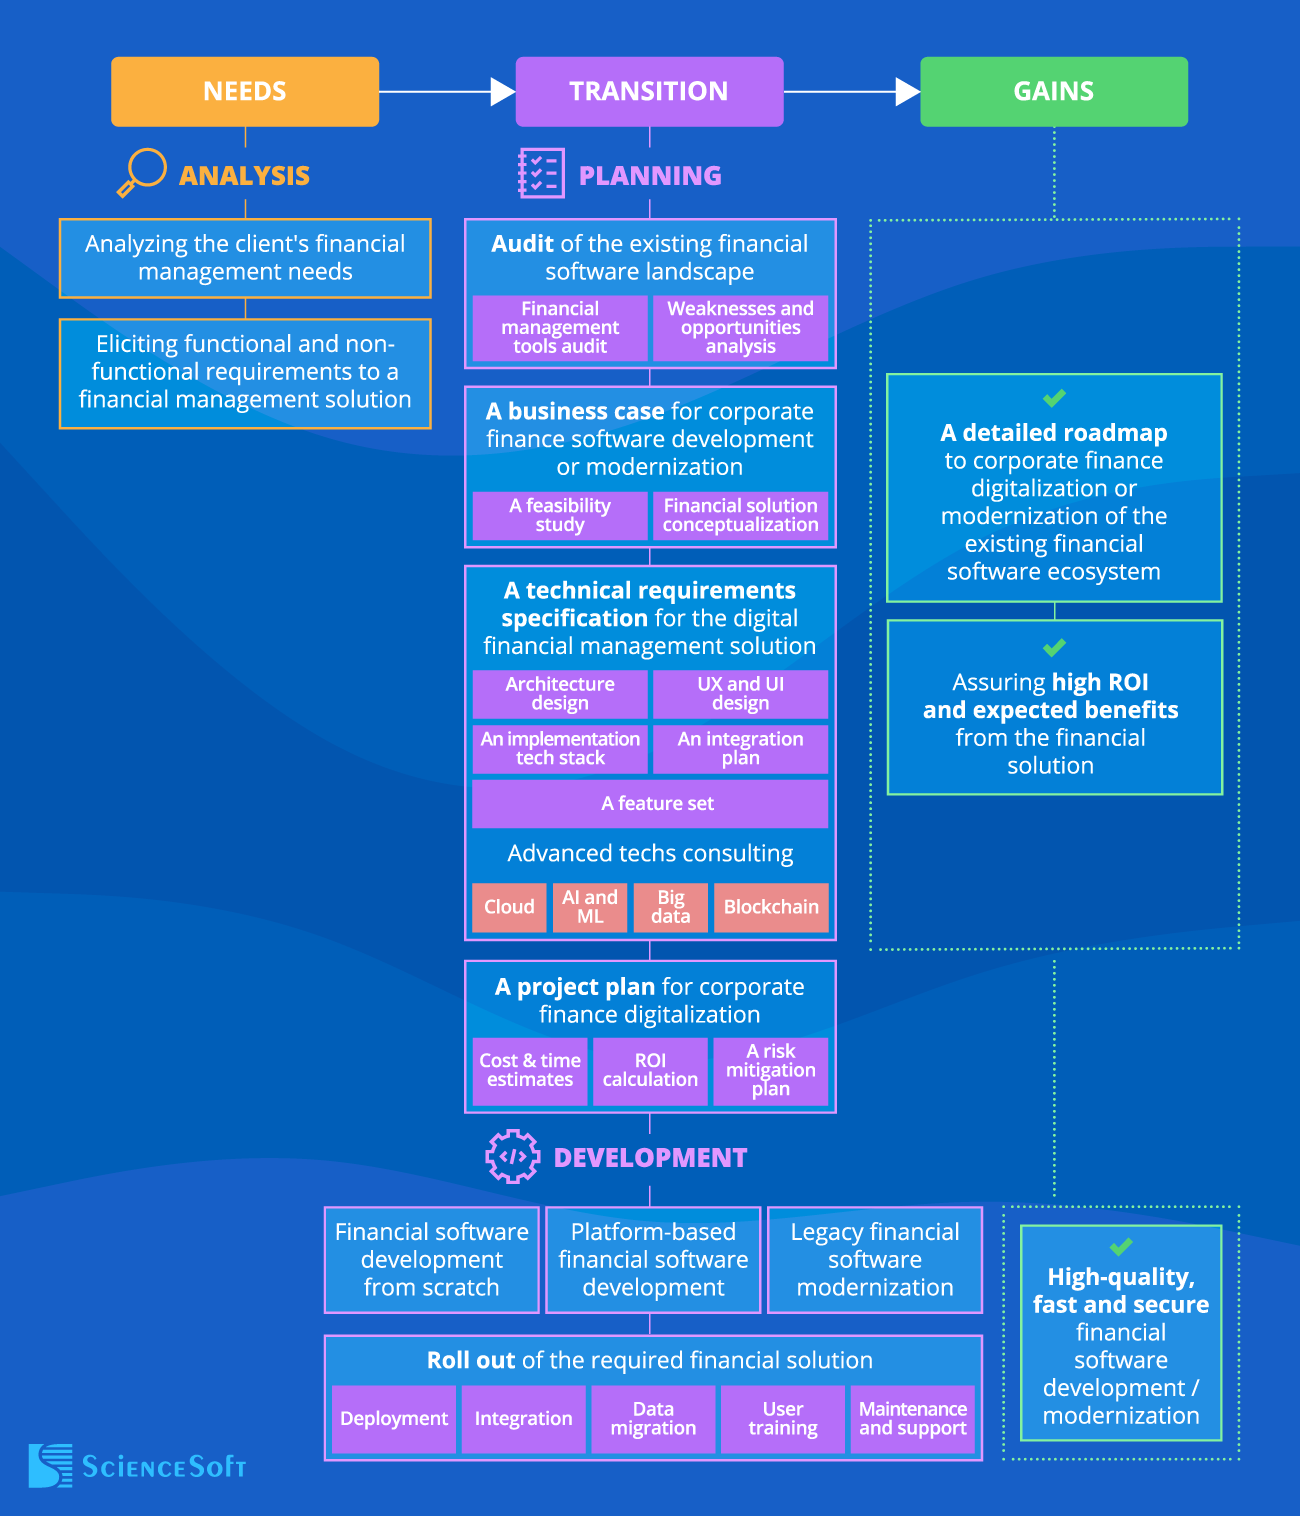 NEEDS
TRANSITION
GAINS
ANALYSIS
Analyzing the client's financial
management needs
Eliciting functional and non-
functional requirements to a
financial management solution
PLANNING
Audit of the existing financial
software landscape
Financial
management
tools audit
Weaknesses and
opportunities
analysis
A business case for corporate
finance software development
or modernization
A feasibility
study
Financial solution
conceptualization
A technical requirements
specification for the digital
financial management solution
Architecture
design
UX and UI
design
An implementation
tech stack
An integration
plan
A feature set
Advanced techs consulting
Cloud
AI and
ML
Big
data
Blockchain
A project plan for corporate
finance digitalization
Cost & time
estimates
ROI
calculation
A risk
mitigation
plan
A detailed roadmap
to corporate finance
digitalization or
modernization of the
existing financial
software ecosystem
Assuring high ROI
and expected benefits
from the financial
solution
DEVELOPMENT
Financial software
development
from scratch
Platform-based
financial software
development
Legacy financial
software
modernization
Roll out of the required financial solution
Deployment
Integration
Data
migration
User
training
Maintenance
and support
High-quality,
fast and secure
financial
software
development /
modernization
ScienceSoft